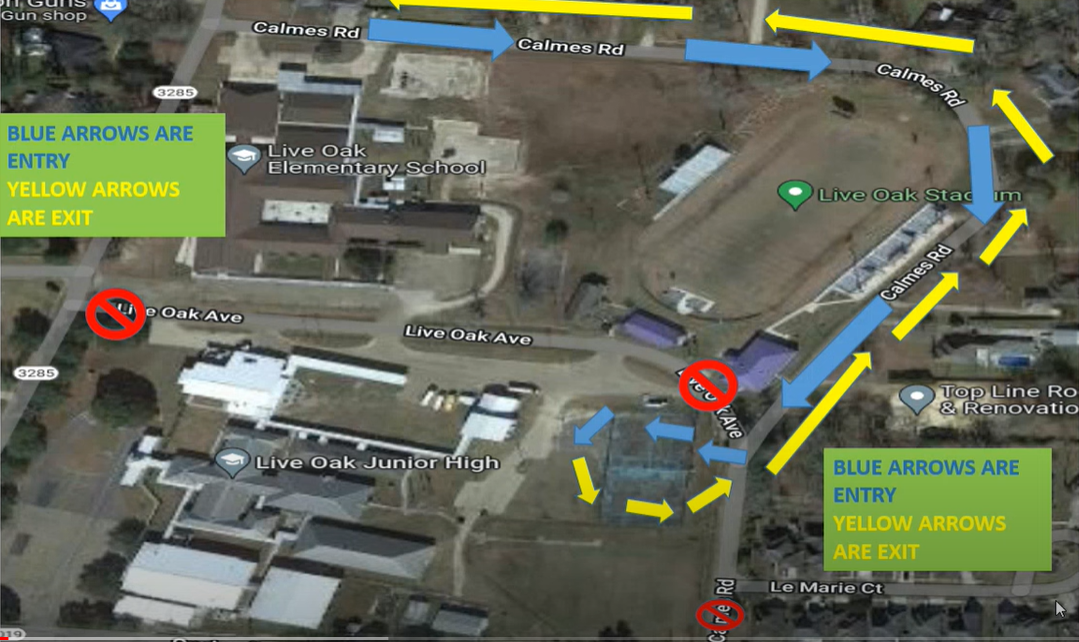 Gun shop
Calmes Rd
Calmes Rd
Calmes Rd
3285
BLUE ARROWS ARE
ENTRY
YELLOW ARROWS
ARE EXIT
Live Oak
Elementary School
Live Oak Stadium
Calmes Rd
Live Oak Ave
Live Oak Ave
3285
Top Line Ro
& Renovatio
Live Oak Junior High
BLUE ARROWS ARE
ENTRY
YELLOW ARROWS
ARE EXIT
Le Marie Ct
Rd